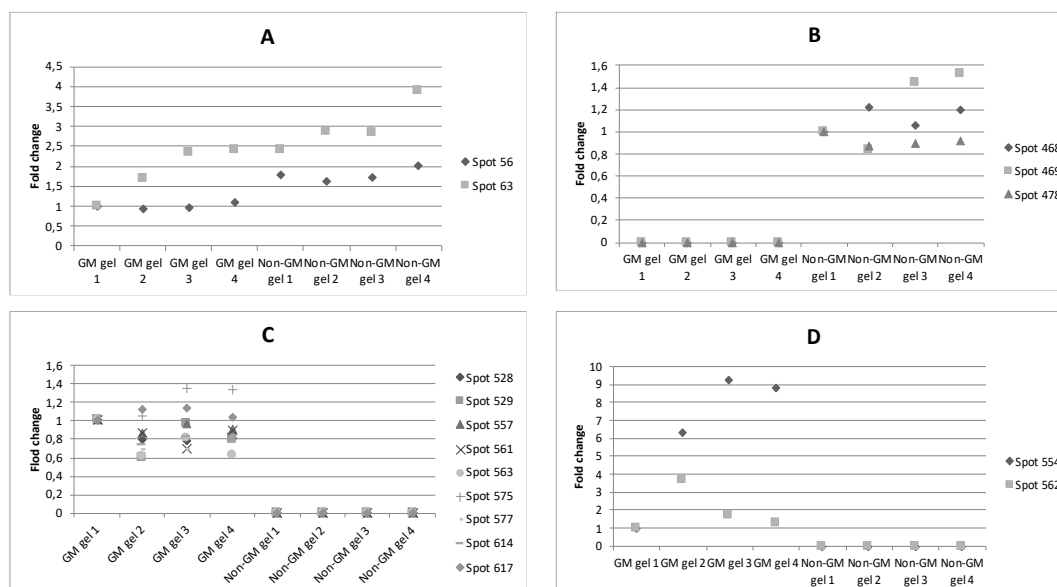 A
4,5
4
3,5
3
2,5
2
1,5
1
0,5
0
Fold change
GM gel GM gel GM gel GM gel Non-GM Non-GM Non-GM Non-GM
1 2 3 4 gel 1 gel 2 gel 3 gel 4
Spot 56
Spot 63
B
1,6
1,4
1,2
1
0,8
0,6
0,4
0,2
0
Fold change
GM gel GM gel GM gel GM gel Non-GM Non-GM Non-GM Non-GM
1 2 3 4 gel 1 gel 2 gel 3 gel 4
Spot 468
Spot 469
Spot 478
C
1,6
1,4
1,2
1
0,8
0,6
0,4
0,2
0
Flod change
GM gel 1
GM gel 2
GM gel 3
GM gel 4
Non-GM gel 1
Non-GM gel 2
Non-GM gel 3
Non-GM gel 4
Spot 528
Spot 529
Spot 557
Spot 561
Spot 563
Spot 575
Spot 577
Spot 614
Spot 617
D
10
9
8
7
6
5
4
3
2
1
0
Fold change
GM gel 1 GM gel 2 GM gel 3 GM gel 4 Non-GM Non-GM Non-GM Non-GM
gel 1 gel 2 gel 3 gel 4
Spot 554
Spot 562